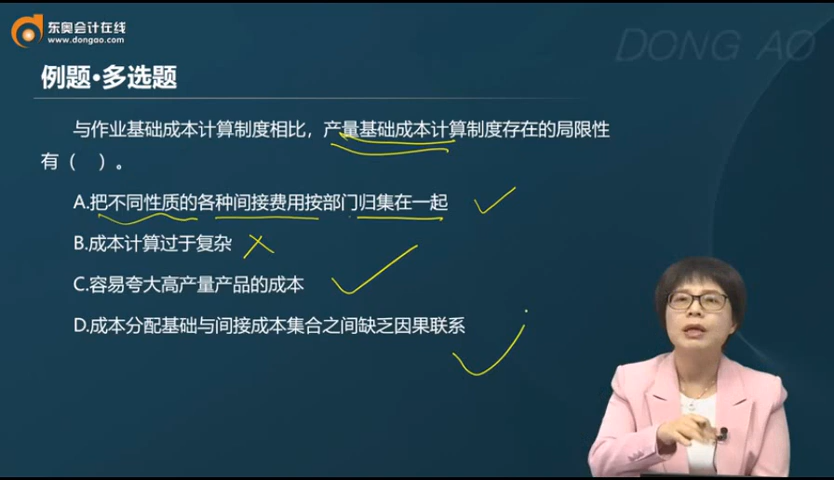 东奥会计在线
www.dongao.com
DONG AO
例题·多选题
与作业基础成本计算制度相比，产量基础成本计算制度存在的局限性
有（　）。
A.把不同性质的各种间接费用按部门归集在一起
B.成本计算过于复杂
C.容易夸大高产量产品的成本
D.成本分配基础与间接成本集合之间缺乏因果联系